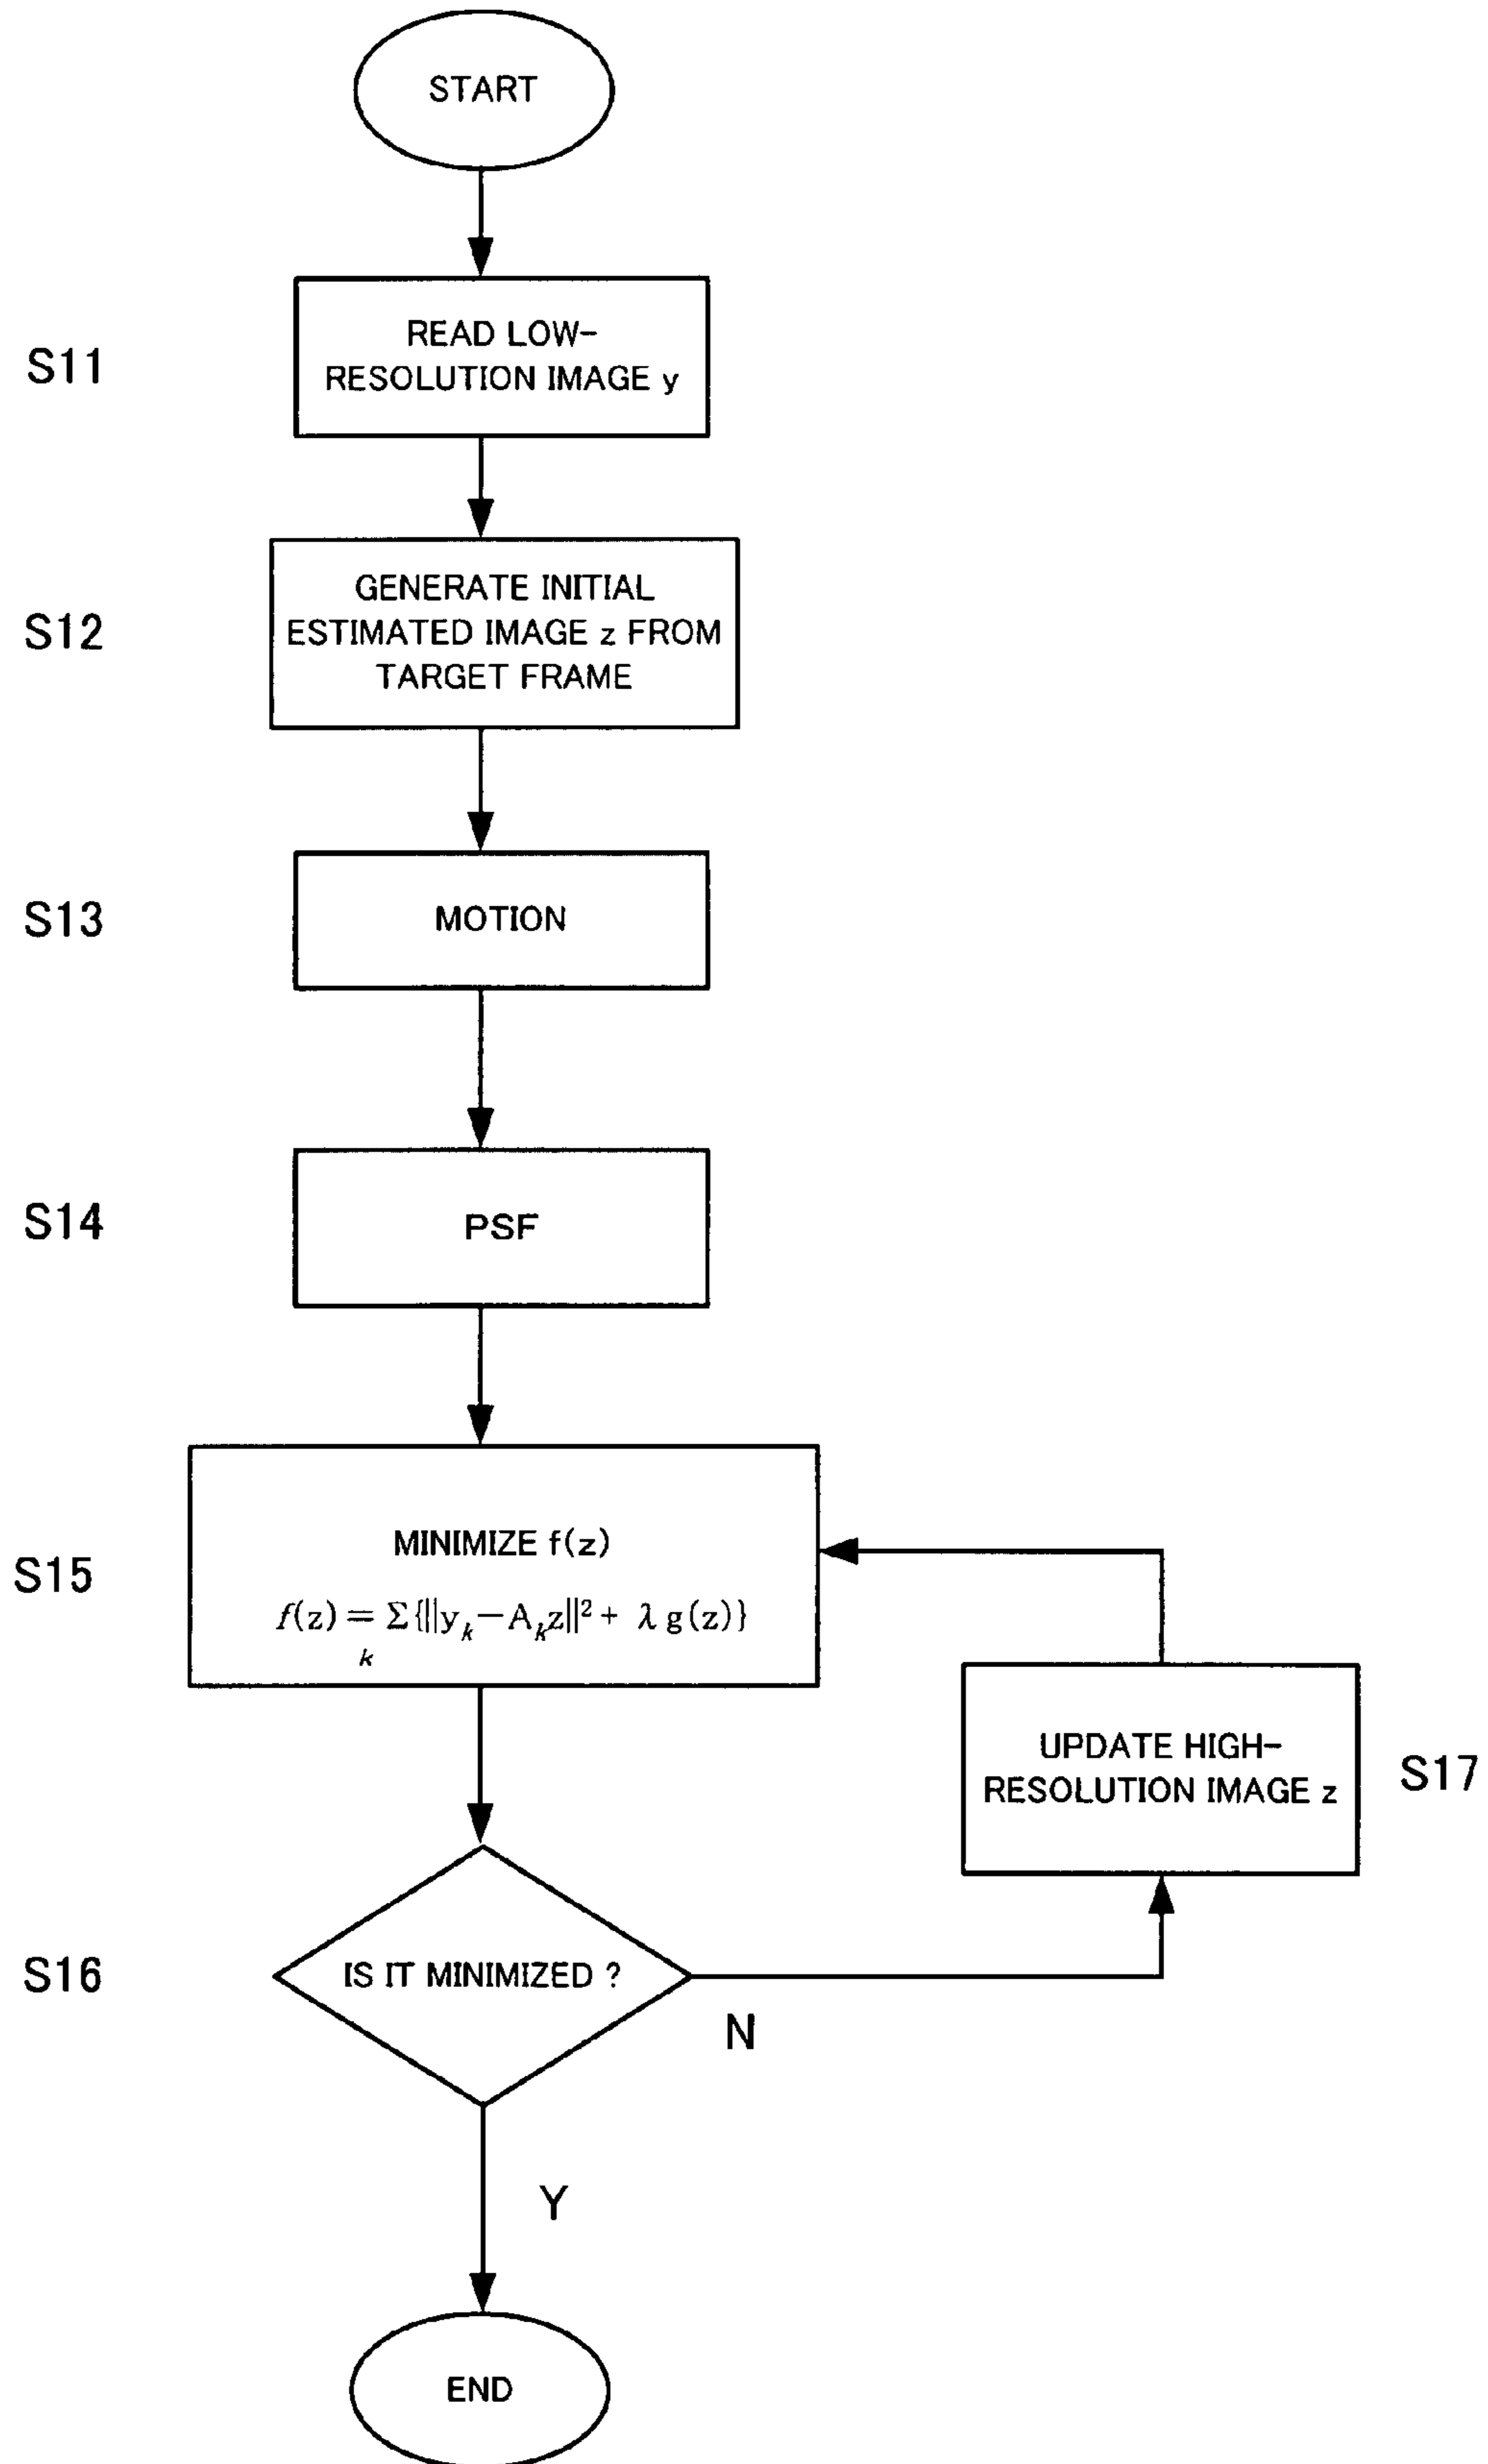 START
S11
READ LOW-
RESOLUTION IMAGE y
S12
GENERATE INITIAL
ESTIMATED IMAGE z FROM
TARGET FRAME
S13
MOTION
S14
PSF
S15
MINIMIZE f(z)
f(z) = Σ{||y_k − A_k z||² + λ g(z)}
k
UPDATE HIGH-
RESOLUTION IMAGE z
S17
S16
IS IT MINIMIZED ?
N
Y
END